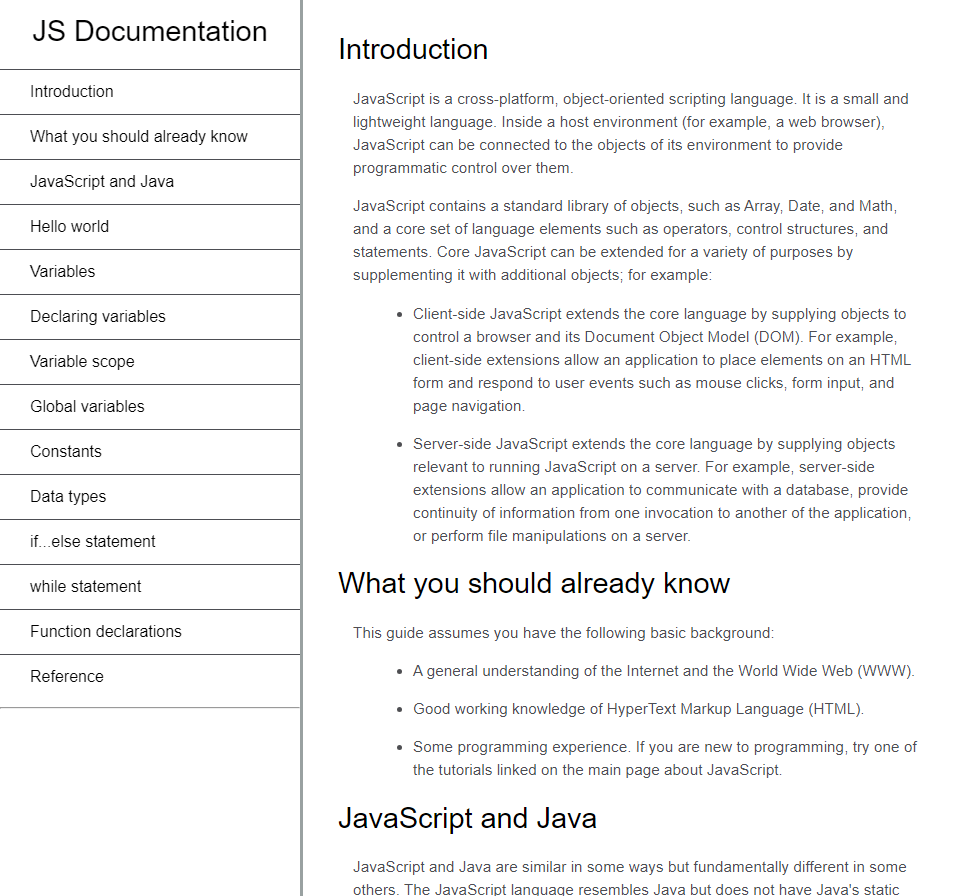 JS Documentation
Introduction
What you should already know
JavaScript and Java
Hello world
Variables
Declaring variables
Variable scope
Global variables
Constants
Data types
if...else statement
while statement
Function declarations
Reference
Introduction
JavaScript is a cross-platform, object-oriented scripting language. It is a small and
lightweight language. Inside a host environment (for example, a web browser),
JavaScript can be connected to the objects of its environment to provide
programmatic control over them.
JavaScript contains a standard library of objects, such as Array, Date, and Math,
and a core set of language elements such as operators, control structures, and
statements. Core JavaScript can be extended for a variety of purposes by
supplementing it with additional objects; for example:
• Client-side JavaScript extends the core language by supplying objects to
control a browser and its Document Object Model (DOM). For example,
client-side extensions allow an application to place elements on an HTML
form and respond to user events such as mouse clicks, form input, and
page navigation.
• Server-side JavaScript extends the core language by supplying objects
relevant to running JavaScript on a server. For example, server-side
extensions allow an application to communicate with a database, provide
continuity of information from one invocation to another of the application,
or perform file manipulations on a server.
What you should already know
This guide assumes you have the following basic background:
• A general understanding of the Internet and the World Wide Web (WWW).
• Good working knowledge of HyperText Markup Language (HTML).
• Some programming experience. If you are new to programming, try one of
the tutorials linked on the main page about JavaScript.
JavaScript and Java
JavaScript and Java are similar in some ways but fundamentally different in some
others. The JavaScript language resembles Java but does not have Java's static